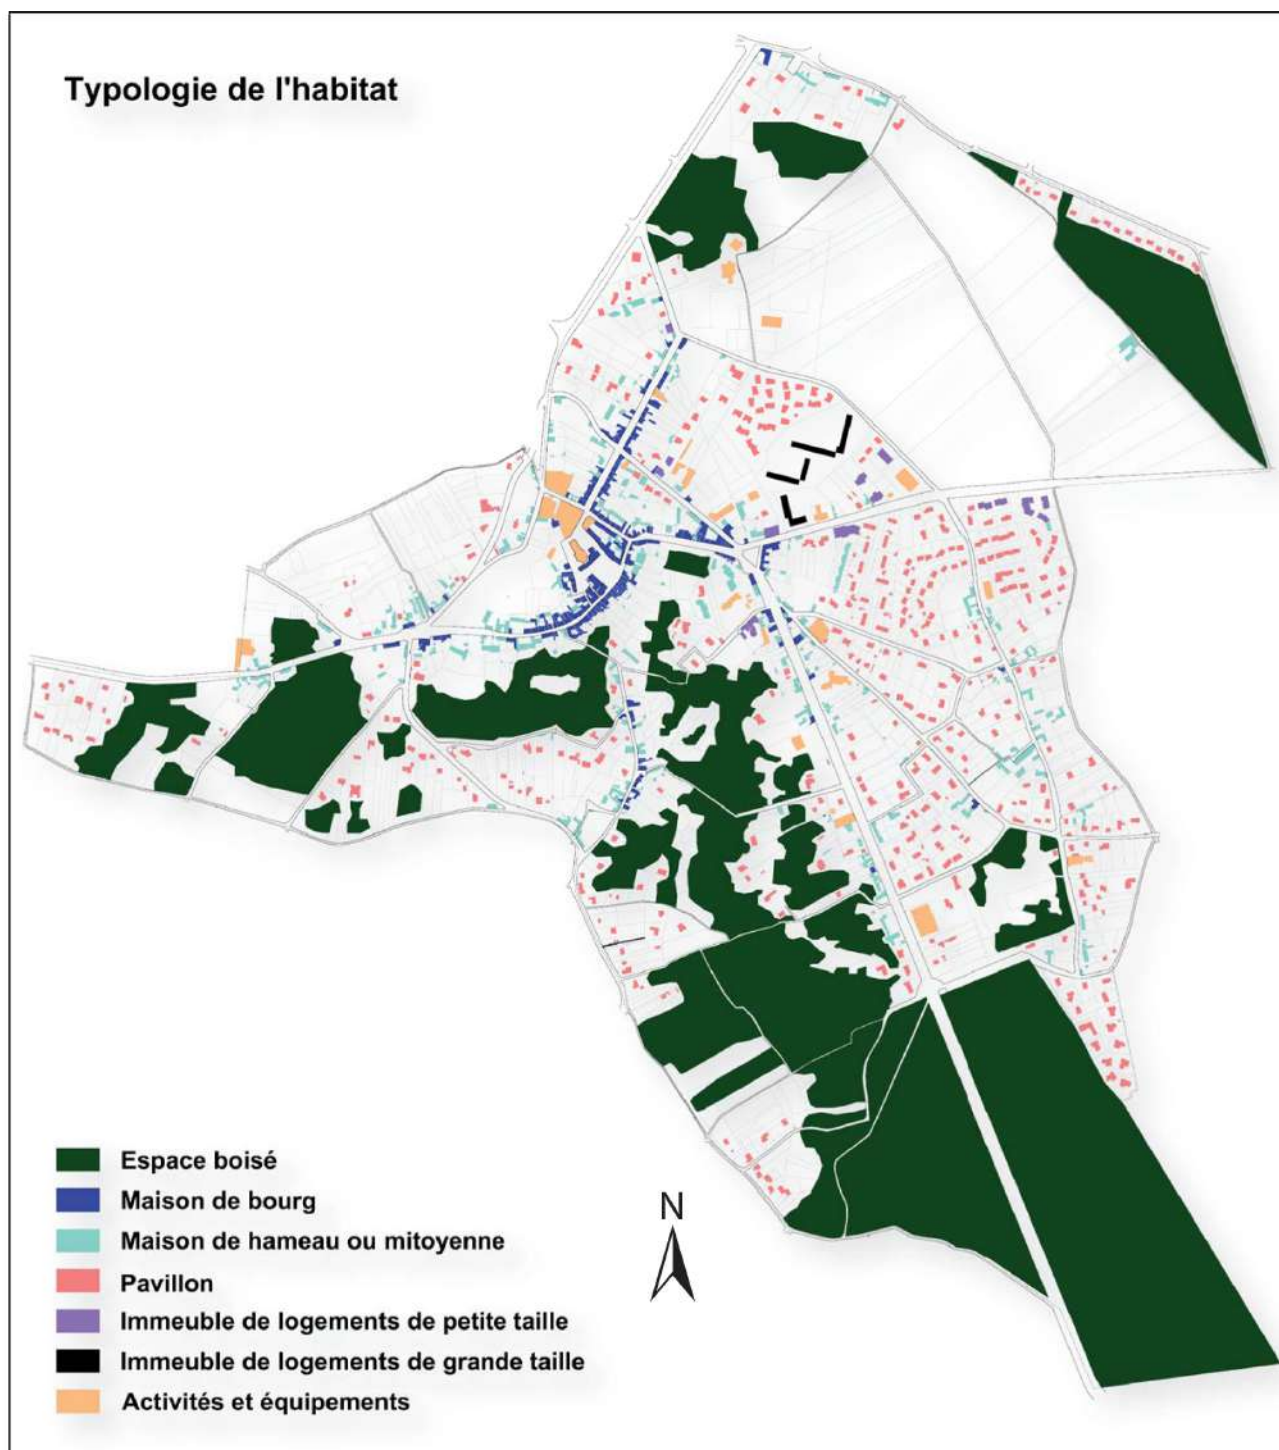 Typologie de l'habitat
N
Espace boisé
Maison de bourg
Maison de hameau ou mitoyenne
Pavillon
Immeuble de logements de petite taille
Immeuble de logements de grande taille
Activités et équipements